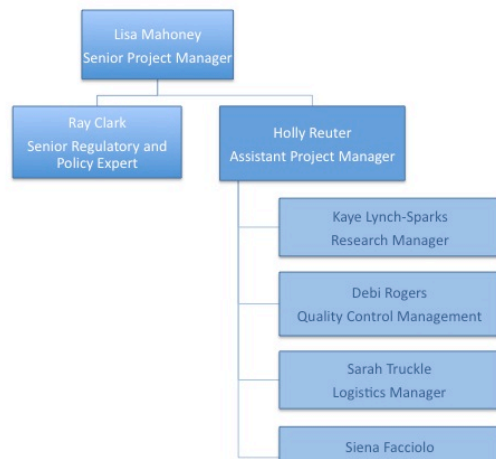 Lisa Mahoney
Senior Project Manager
Ray Clark
Senior Regulatory and
Policy Expert
Holly Reuter
Assistant Project Manager
Kaye Lynch-Sparks
Research Manager
Debi Rogers
Quality Control Management
Sarah Truckle
Logistics Manager
Siena Facciolo